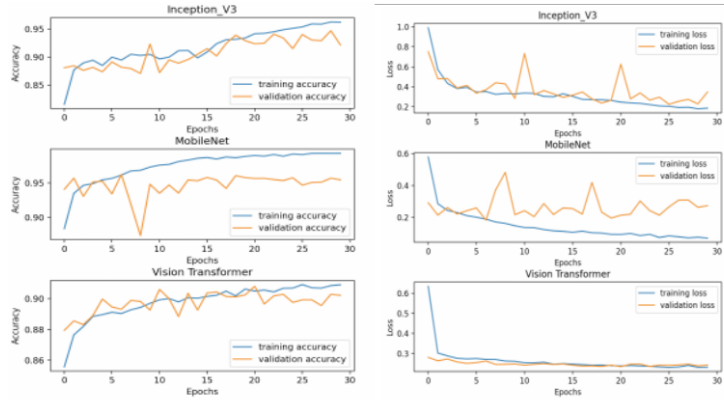 Inception_V3
Accuracy
0.95
0.90
0.85
training accuracy
validation accuracy
0 5 10 15 20 25 30
Epochs
MobileNet
Accuracy
0.95
0.90
training accuracy
validation accuracy
0 5 10 15 20 25 30
Epochs
Vision Transformer
Accuracy
0.90
0.88
0.86
training accuracy
validation accuracy
0 5 10 15 20 25 30
Epochs
Inception_V3
Loss
1.0
0.8
0.6
0.4
0.2
training loss
validation loss
0 5 10 15 20 25 30
Epochs
MobileNet
Loss
0.6
0.4
0.2
training loss
validation loss
0 5 10 15 20 25 30
Epochs
Vision Transformer
Loss
0.6
0.5
0.4
0.3
training loss
validation loss
0 5 10 15 20 25 30
Epochs